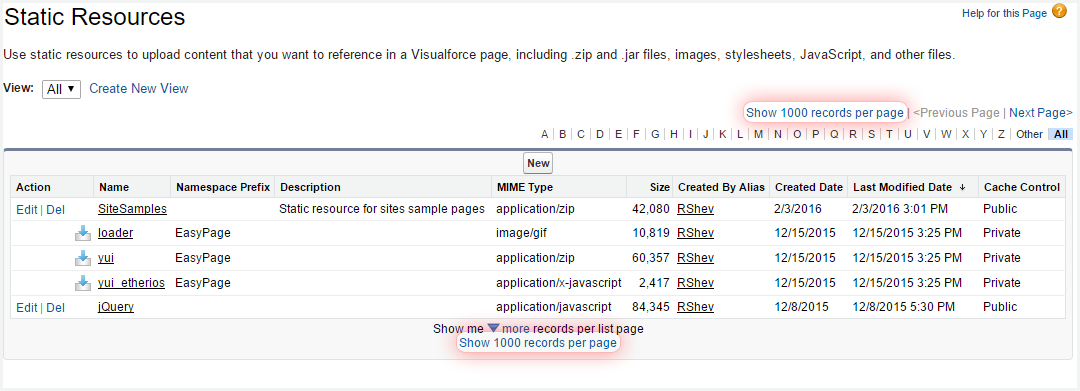 Static Resources
Help for this Page ?
Use static resources to upload content that you want to reference in a Visualforce page, including .zip and .jar files, images, stylesheets, JavaScript, and other files.
View: All ▼ Create New View
Show 1000 records per page | <Previous Page | Next Page>
A | B | C | D | E | F | G | H | I | J | K | L | M | N | O | P | Q | R | S | T | U | V | W | X | Y | Z | Other | All
New
Action Name Namespace Prefix Description MIME Type Size Created By Alias Created Date Last Modified Date ↓ Cache Control
Edit | Del SiteSamples Static resource for sites sample pages application/zip 42,080 RShev 2/3/2016 2/3/2016 3:01 PM Public
loader EasyPage image/gif 10,819 RShev 12/15/2015 12/15/2015 3:25 PM Private
yui EasyPage application/zip 60,357 RShev 12/15/2015 12/15/2015 3:25 PM Private
yui_etherios EasyPage application/x-javascript 2,417 RShev 12/15/2015 12/15/2015 3:25 PM Private
Edit | Del jQuery application/javascript 84,345 RShev 12/8/2015 12/8/2015 5:30 PM Public
Show me ▼ more records per list page
Show 1000 records per page